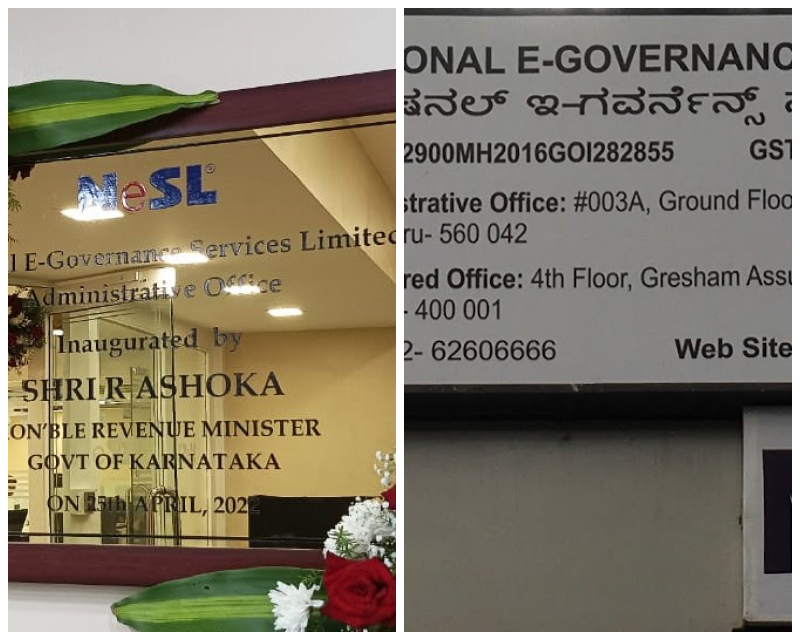 NeSL
l E-Governance Services Limited
Administrative Office
Inaugurated by
SHRI R ASHOKA
ON'BLE REVENUE MINISTER
GOVT OF KARNATAKA
ON 25th APRIL, 2022
ONAL E-GOVERNANC
ಷನಲ್ ಇ-ಗವರ್ನೆನ್ಸ್
2900MH2016GOI282855 GST
strative Office: #003A, Ground Floo
ru- 560 042
red Office: 4th Floor, Gresham Assu
- 400 001
2- 62606666 Web Site